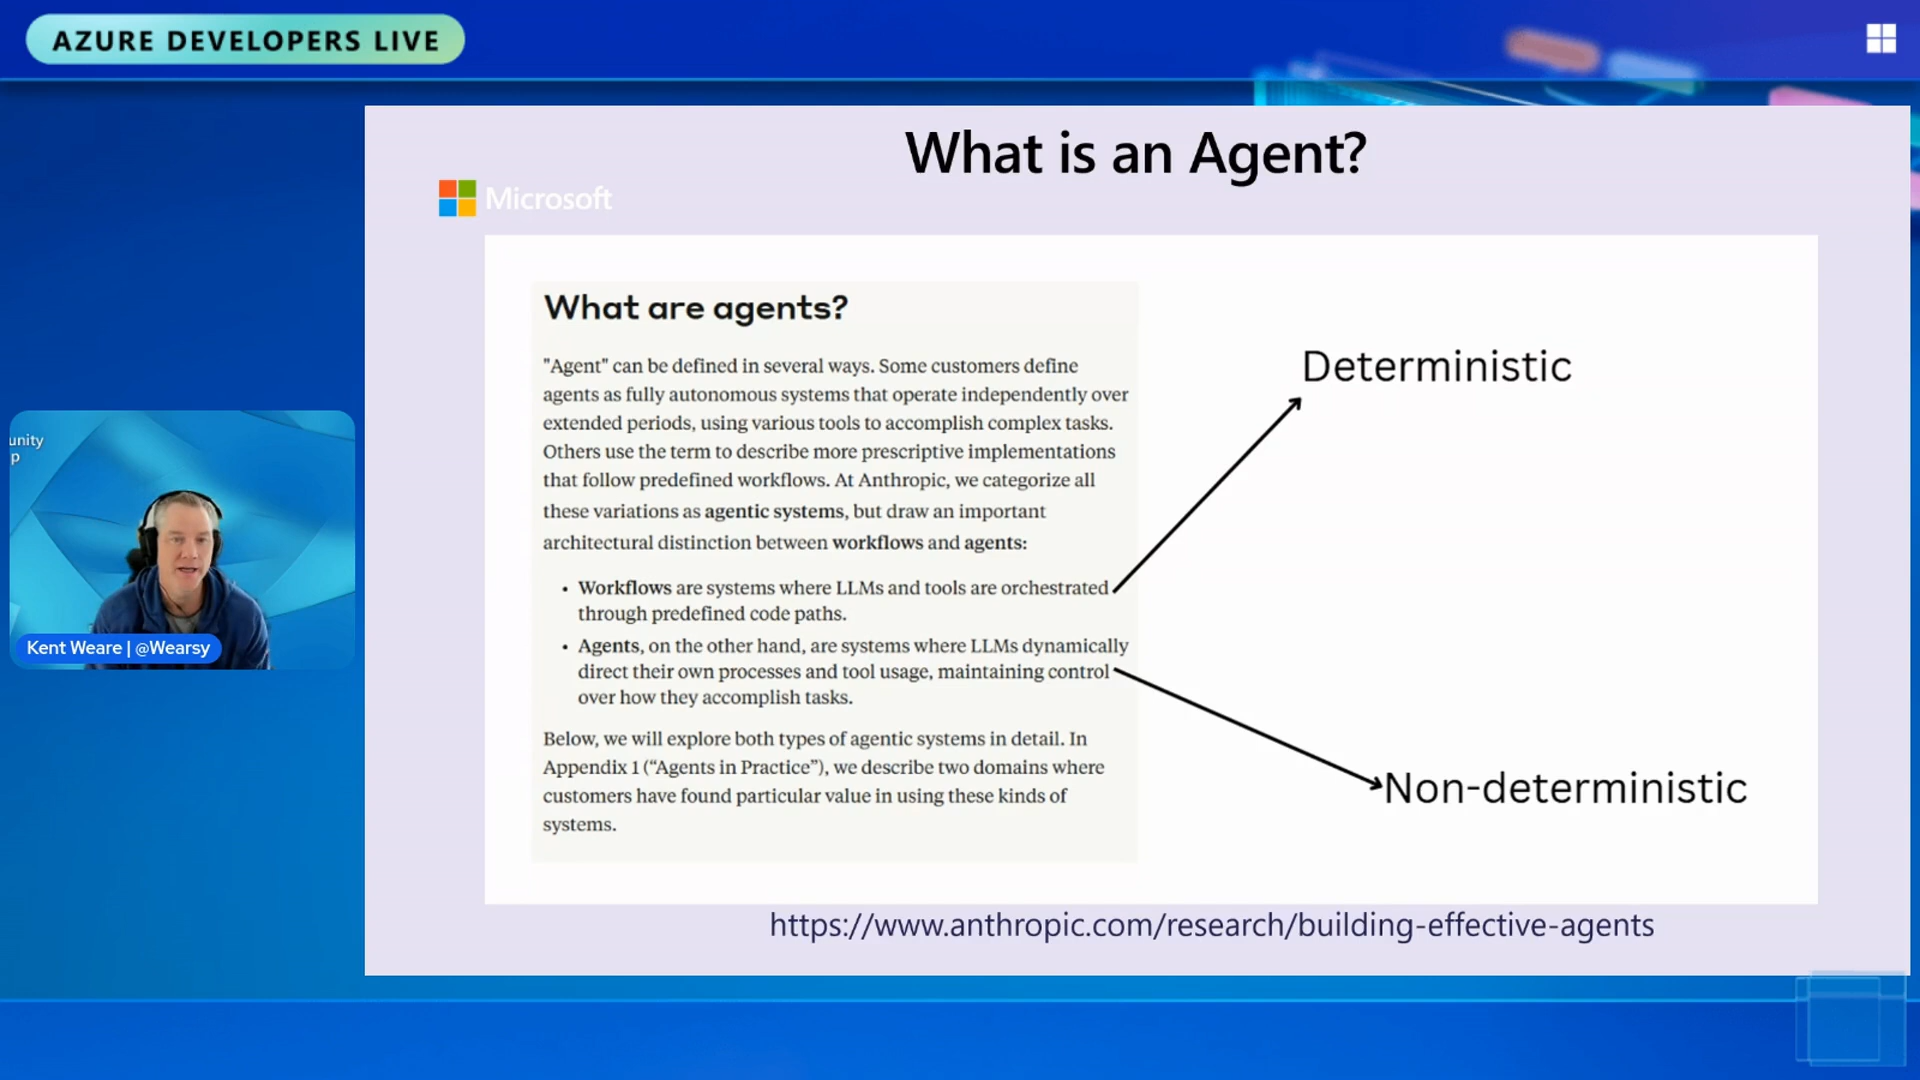 AZURE DEVELOPERS LIVE
What is an Agent?
Microsoft
What are agents?
"Agent" can be defined in several ways. Some customers define
agents as fully autonomous systems that operate independently over
extended periods, using various tools to accomplish complex tasks.
Others use the term to describe more prescriptive implementations
that follow predefined workflows. At Anthropic, we categorize all
these variations as agentic systems, but draw an important
architectural distinction between workflows and agents:
• Workflows are systems where LLMs and tools are orchestrated
through predefined code paths.
• Agents, on the other hand, are systems where LLMs dynamically
direct their own processes and tool usage, maintaining control
over how they accomplish tasks.
Below, we will explore both types of agentic systems in detail. In
Appendix 1 (“Agents in Practice”), we describe two domains where
customers have found particular value in using these kinds of
systems.
Deterministic
Non-deterministic
https://www.anthropic.com/research/building-effective-agents
unity
p
Kent Weare | @Wearsy